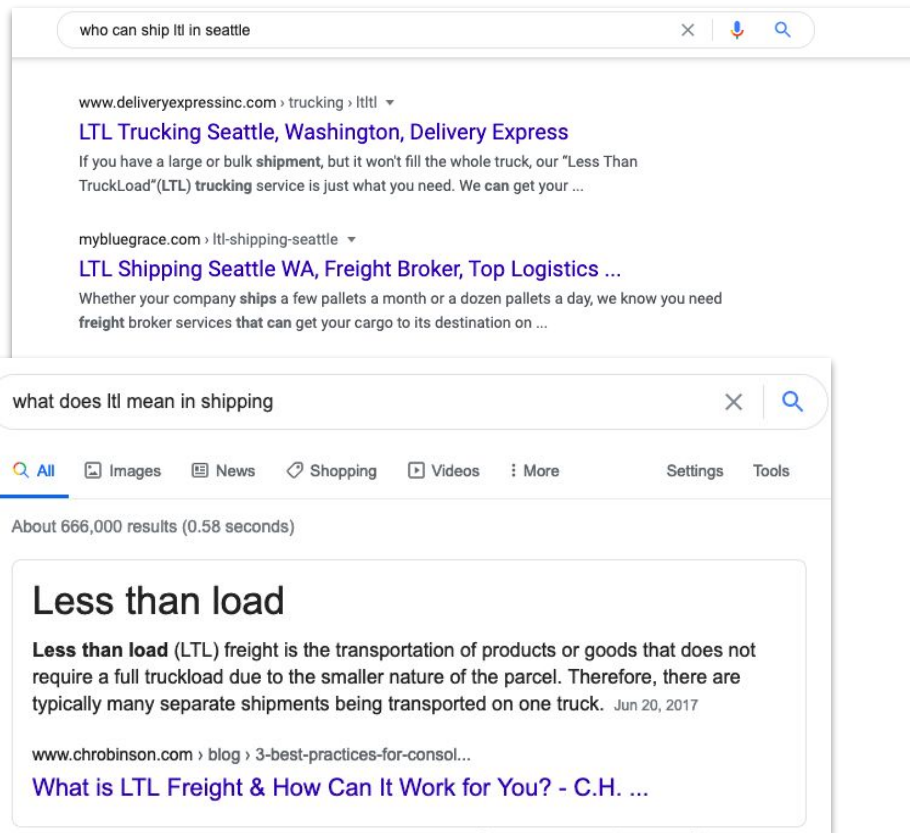 who can ship ltl in seattle
www.deliveryexpressinc.com › trucking › ltltl
LTL Trucking Seattle, Washington, Delivery Express
If you have a large or bulk shipment, but it won't fill the whole truck, our “Less Than
TruckLoad”(LTL) trucking service is just what you need. We can get your ...
mybluegrace.com › ltl-shipping-seattle
LTL Shipping Seattle WA, Freight Broker, Top Logistics ...
Whether your company ships a few pallets a month or a dozen pallets a day, we know you need
freight broker services that can get your cargo to its destination on ...
what does ltl mean in shipping
All Images News Shopping Videos More Settings Tools
About 666,000 results (0.58 seconds)
Less than load
Less than load (LTL) freight is the transportation of products or goods that does not
require a full truckload due to the smaller nature of the parcel. Therefore, there are
typically many separate shipments being transported on one truck. Jun 20, 2017
www.chrobinson.com › blog › 3-best-practices-for-consol...
What is LTL Freight & How Can It Work for You? - C.H. ...